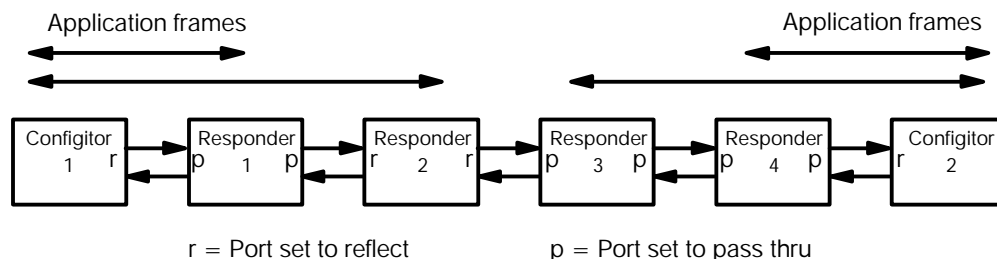 Application frames
Application frames
Configitor
1
r
p
Responder
1
p
r
Responder
2
r
p
Responder
3
p
p
Responder
4
p
r
Configitor
2
r = Port set to reflect
p = Port set to pass thru